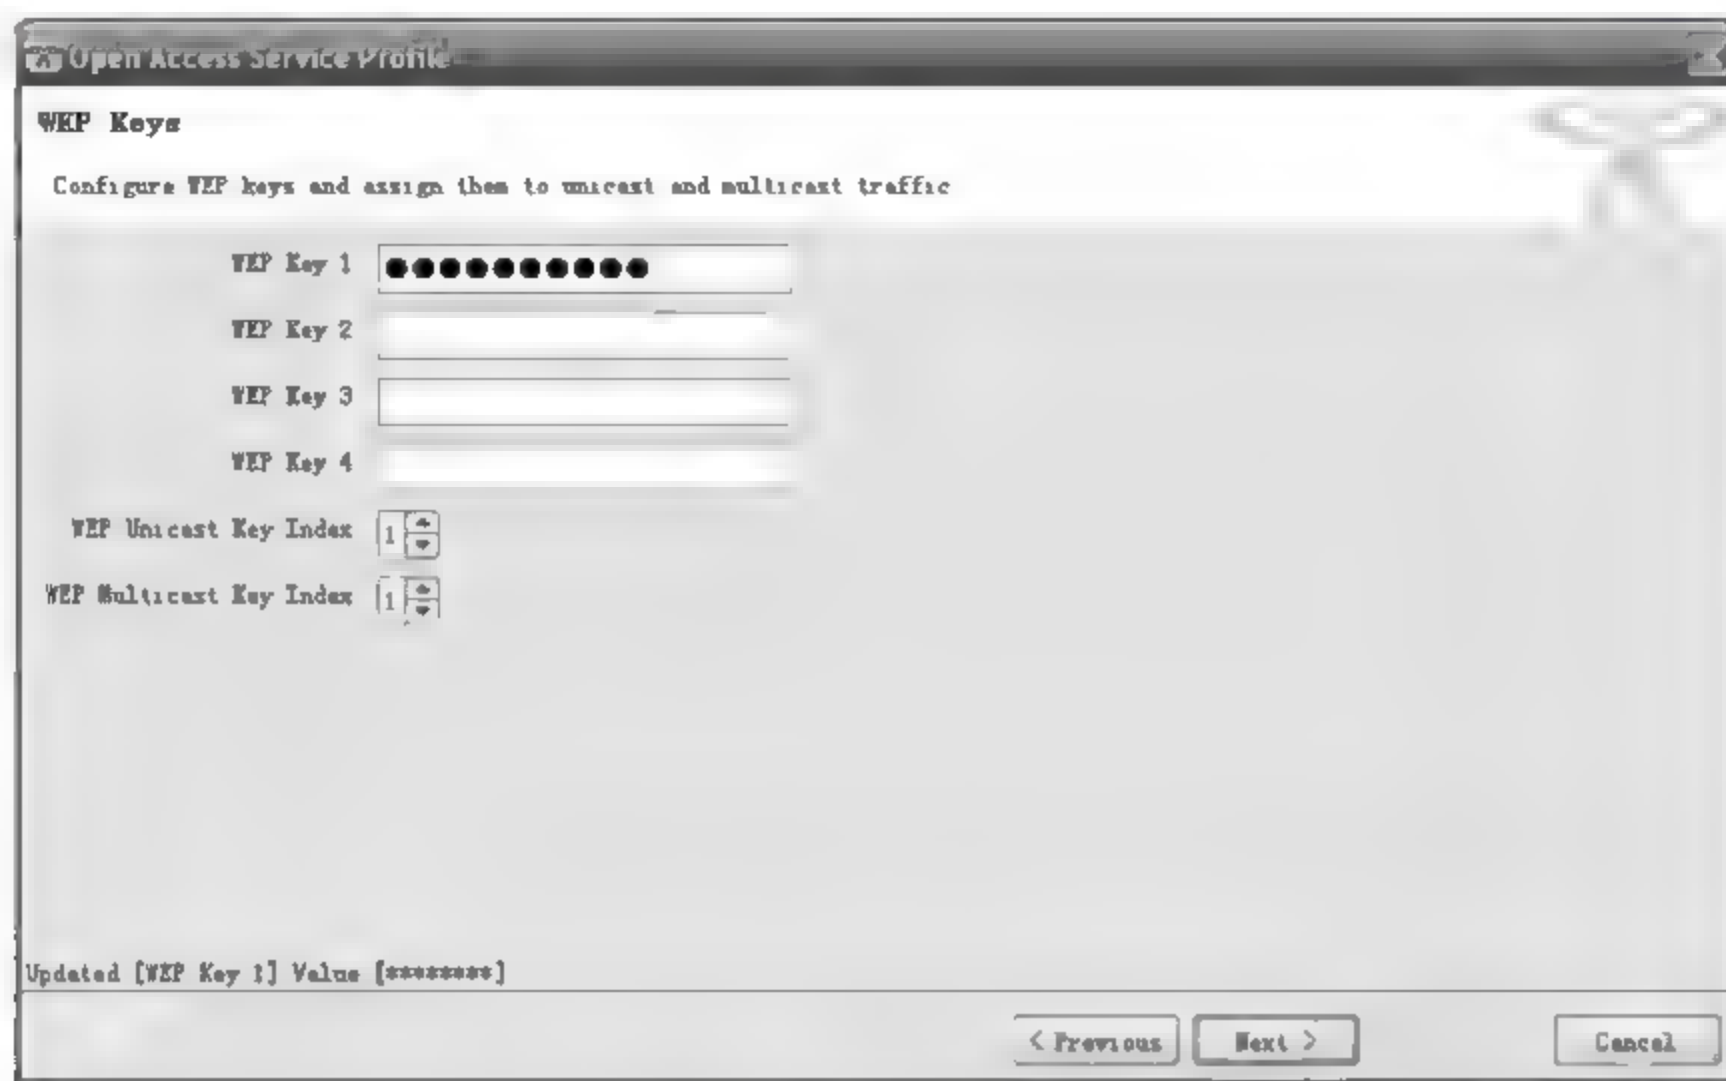 Open Access Service Profile
WEP Keys
Configure WEP keys and assign them to unicast and multicast traffic
WEP Key 1 ●●●●●●●●●●
WEP Key 2
WEP Key 3
WEP Key 4
WEP Unicast Key Index 1
WEP Multicast Key Index 1
Updated [WEP Key 1] Value [********]
< Previous Next > Cancel